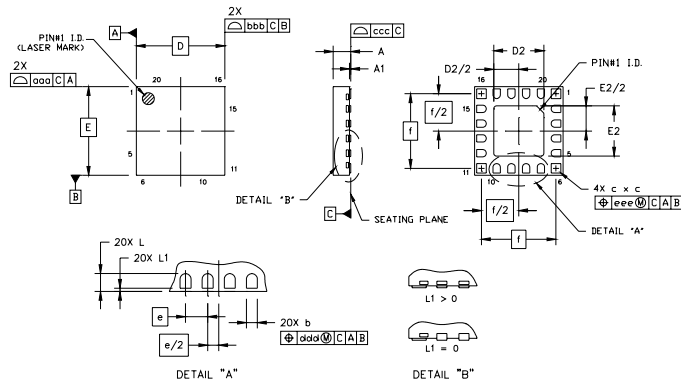 2X
bbb C B
A
D
PIN#1 I.D.
(LASER MARK)
2X
aaa C A
20
16
1
15
E
5
11
6
10
B
ccc C
A
A1
DETAIL "B"
C
SEATING PLANE
D2
D2/2
PIN#1 I.D.
16
20
1
15
E2/2
f/2
f
E2
5
11
10
6
4X c x c
eee M C A B
f/2
DETAIL "A"
f
20X L
20X L1
e
e/2
20X b
ddd M C A B
DETAIL "A"
L1 > 0
L1 = 0
DETAIL "B"